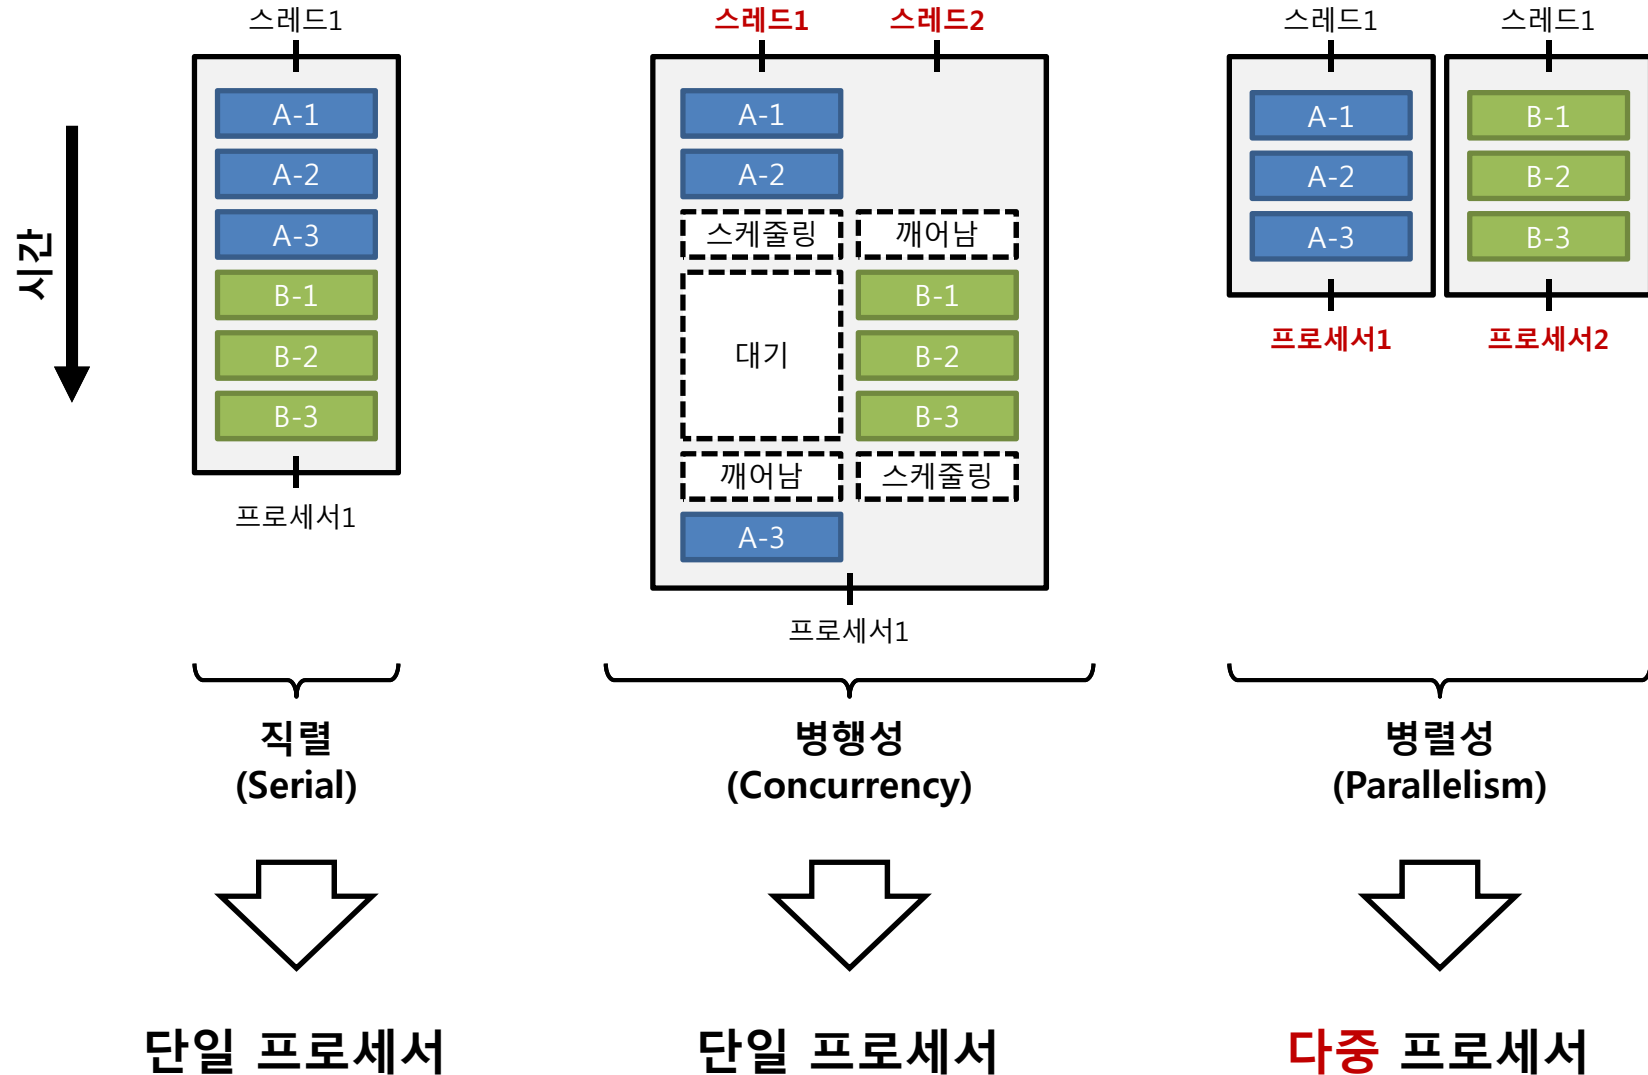 시간
스레드1
A-1
A-2
A-3
B-1
B-2
B-3
프로세서1
직렬
(Serial)
단일 프로세서
스레드1 스레드2
A-1
A-2
스케줄링 깨어남
대기
B-1
B-2
B-3
깨어남 스케줄링
A-3
프로세서1
병행성
(Concurrency)
단일 프로세서
스레드1 스레드1
A-1 B-1
A-2 B-2
A-3 B-3
프로세서1 프로세서2
병렬성
(Parallelism)
다중 프로세서